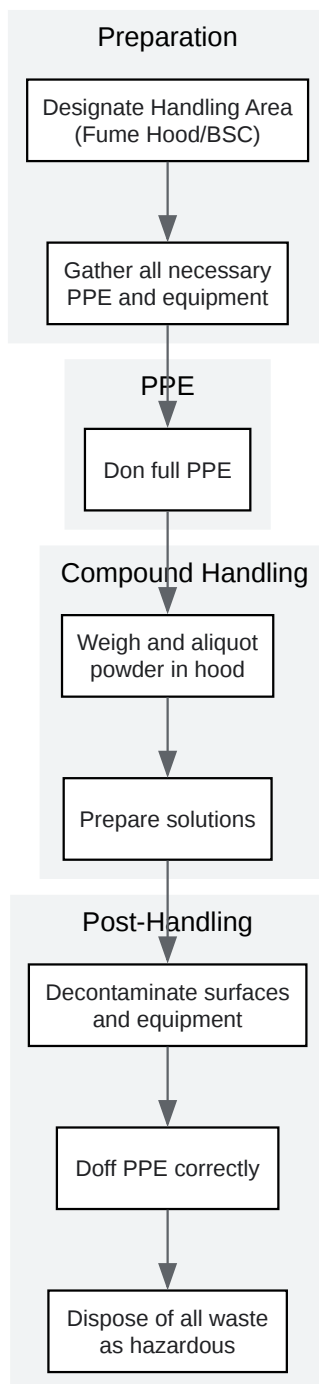 Preparation
Designate Handling Area
(Fume Hood/BSC)
Gather all necessary
PPE and equipment
PPE
Don full PPE
Compound Handling
Weigh and aliquot
powder in hood
Prepare solutions
Post-Handling
Decontaminate surfaces
and equipment
Doff PPE correctly
Dispose of all waste
as hazardous